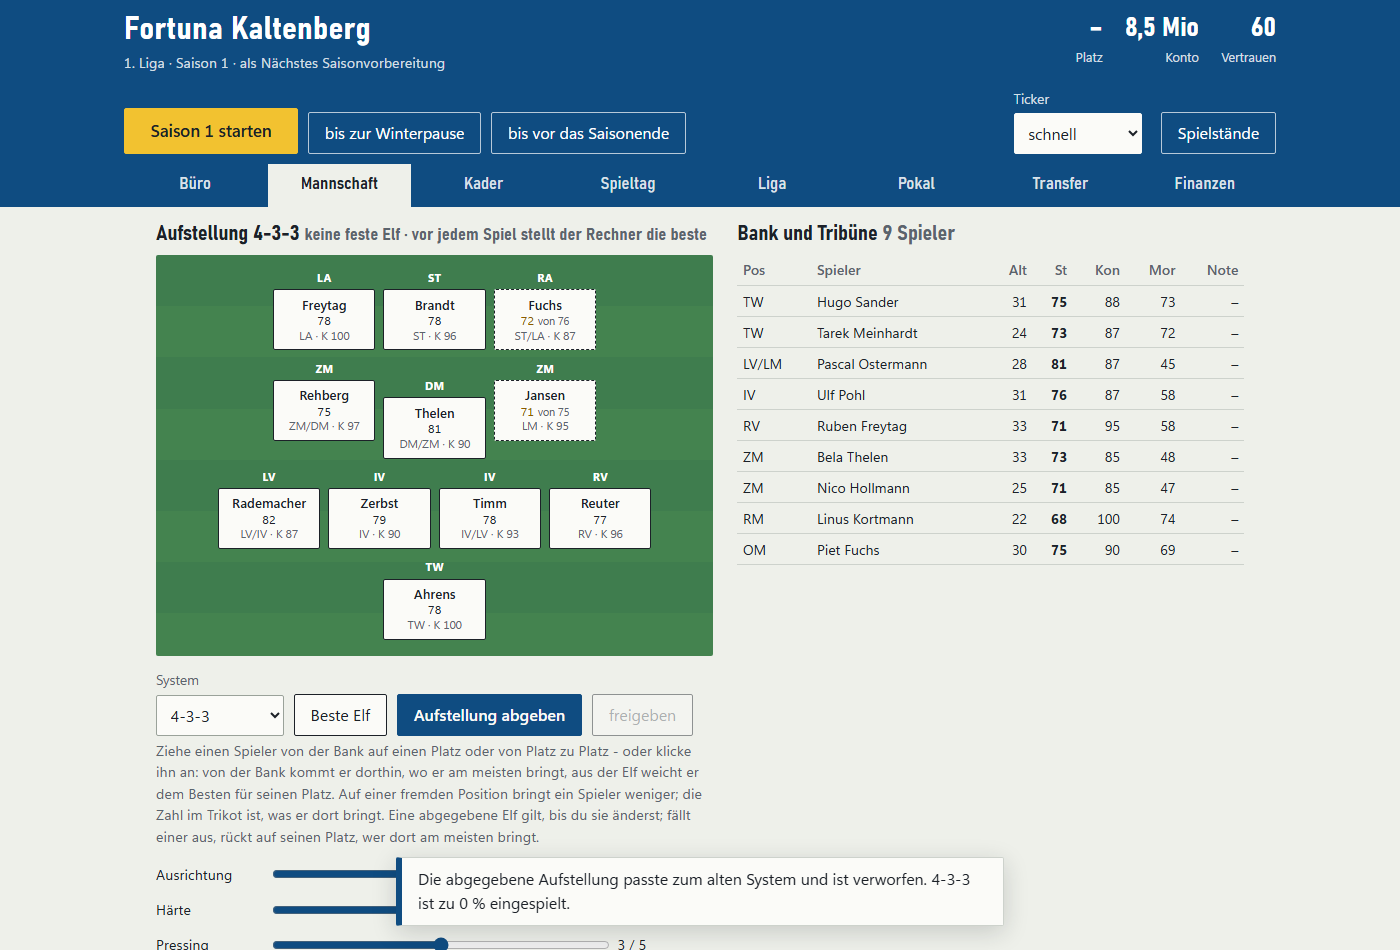 Fortuna Kaltenberg
1. Liga · Saison 1 · als Nächstes Saisonvorbereitung
– 8,5 Mio 60
Platz Konto Vertrauen
Ticker
Saison 1 starten bis zur Winterpause bis vor das Saisonende schnell Spielstände
Büro Mannschaft Kader Spieltag Liga Pokal Transfer Finanzen
Aufstellung 4-3-3 keine feste Elf · vor jedem Spiel stellt der Rechner die beste
LA ST RA
Freytag Brandt Fuchs
78 78 72 von 76
LA · K 100 ST · K 96 ST/LA · K 87
ZM DM ZM
Rehberg Thelen Jansen
75 81 71 von 75
ZM/DM · K 97 DM/ZM · K 90 LM · K 95
LV IV IV RV
Rademacher Zerbst Timm Reuter
82 79 78 77
LV/IV · K 87 IV · K 90 IV/LV · K 93 RV · K 96
TW
Ahrens
78
TW · K 100
System
4-3-3 Beste Elf Aufstellung abgeben freigeben
Ziehe einen Spieler von der Bank auf einen Platz oder von Platz zu Platz - oder klicke
ihn an: von der Bank kommt er dorthin, wo er am meisten bringt, aus der Elf weicht er
dem Besten für seinen Platz. Auf einer fremden Position bringt ein Spieler weniger; die
Zahl im Trikot ist, was er dort bringt. Eine abgegebene Elf gilt, bis du sie änderst; fällt
einer aus, rückt auf seinen Platz, wer dort am meisten bringt.
Ausrichtung
Härte
Pressing 3 / 5
Bank und Tribüne 9 Spieler
Pos Spieler Alt St Kon Mor Note
TW Hugo Sander 31 75 88 73 –
TW Tarek Meinhardt 24 73 87 72 –
LV/LM Pascal Ostermann 28 81 87 45 –
IV Ulf Pohl 31 76 87 58 –
RV Ruben Freytag 33 71 95 58 –
ZM Bela Thelen 33 73 85 48 –
ZM Nico Hollmann 25 71 85 47 –
RM Linus Kortmann 22 68 100 74 –
OM Piet Fuchs 30 75 90 69 –
Die abgegebene Aufstellung passte zum alten System und ist verworfen. 4-3-3
ist zu 0 % eingespielt.